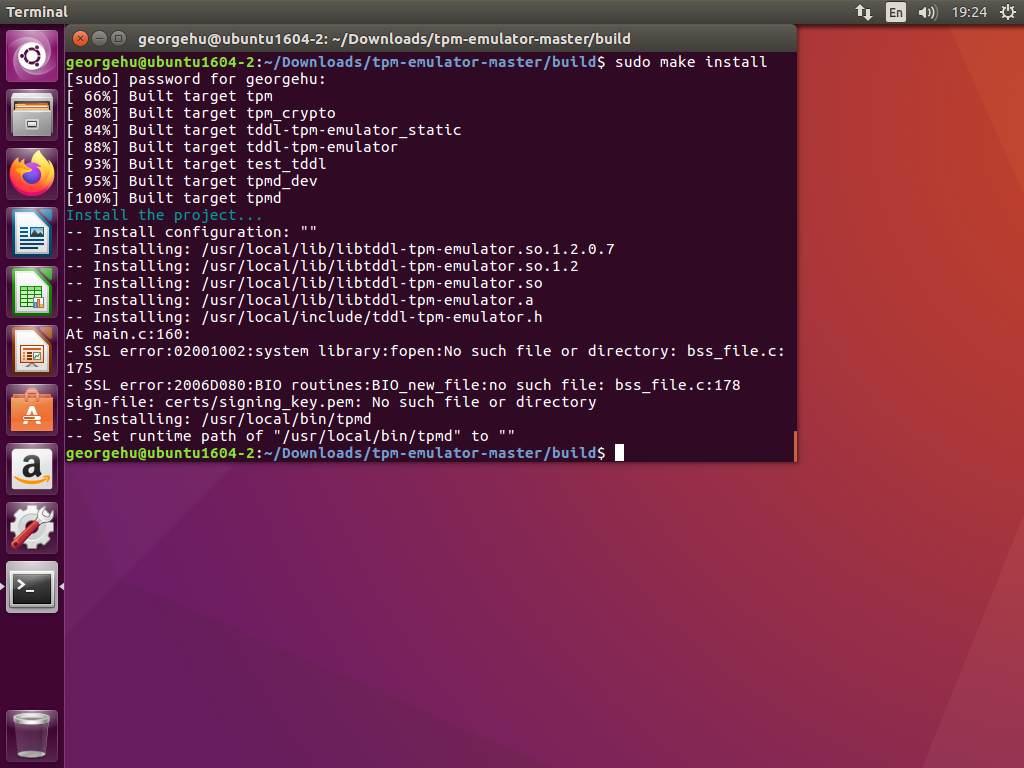 Terminal
En
19:24
georgehu@ubuntu1604-2: ~/Downloads/tpm-emulator-master/build
georgehu@ubuntu1604-2:~/Downloads/tpm-emulator-master/build$ sudo make install
[sudo] password for georgehu:
[ 66%] Built target tpm
[ 80%] Built target tpm_crypto
[ 84%] Built target tddl-tpm-emulator_static
[ 88%] Built target tddl-tpm-emulator
[ 93%] Built target test_tddl
[ 95%] Built target tpmd_dev
[100%] Built target tpmd
Install the project...
-- Install configuration: ""
-- Installing: /usr/local/lib/libtddl-tpm-emulator.so.1.2.0.7
-- Installing: /usr/local/lib/libtddl-tpm-emulator.so.1.2
-- Installing: /usr/local/lib/libtddl-tpm-emulator.so
-- Installing: /usr/local/lib/libtddl-tpm-emulator.a
-- Installing: /usr/local/include/tddl-tpm-emulator.h
At main.c:160:
- SSL error:02001002:system library:fopen:No such file or directory: bss_file.c:
175
- SSL error:2006D080:BIO routines:BIO_new_file:no such file: bss_file.c:178
sign-file: certs/signing_key.pem: No such file or directory
-- Installing: /usr/local/bin/tpmd
-- Set runtime path of "/usr/local/bin/tpmd" to ""
georgehu@ubuntu1604-2:~/Downloads/tpm-emulator-master/build$